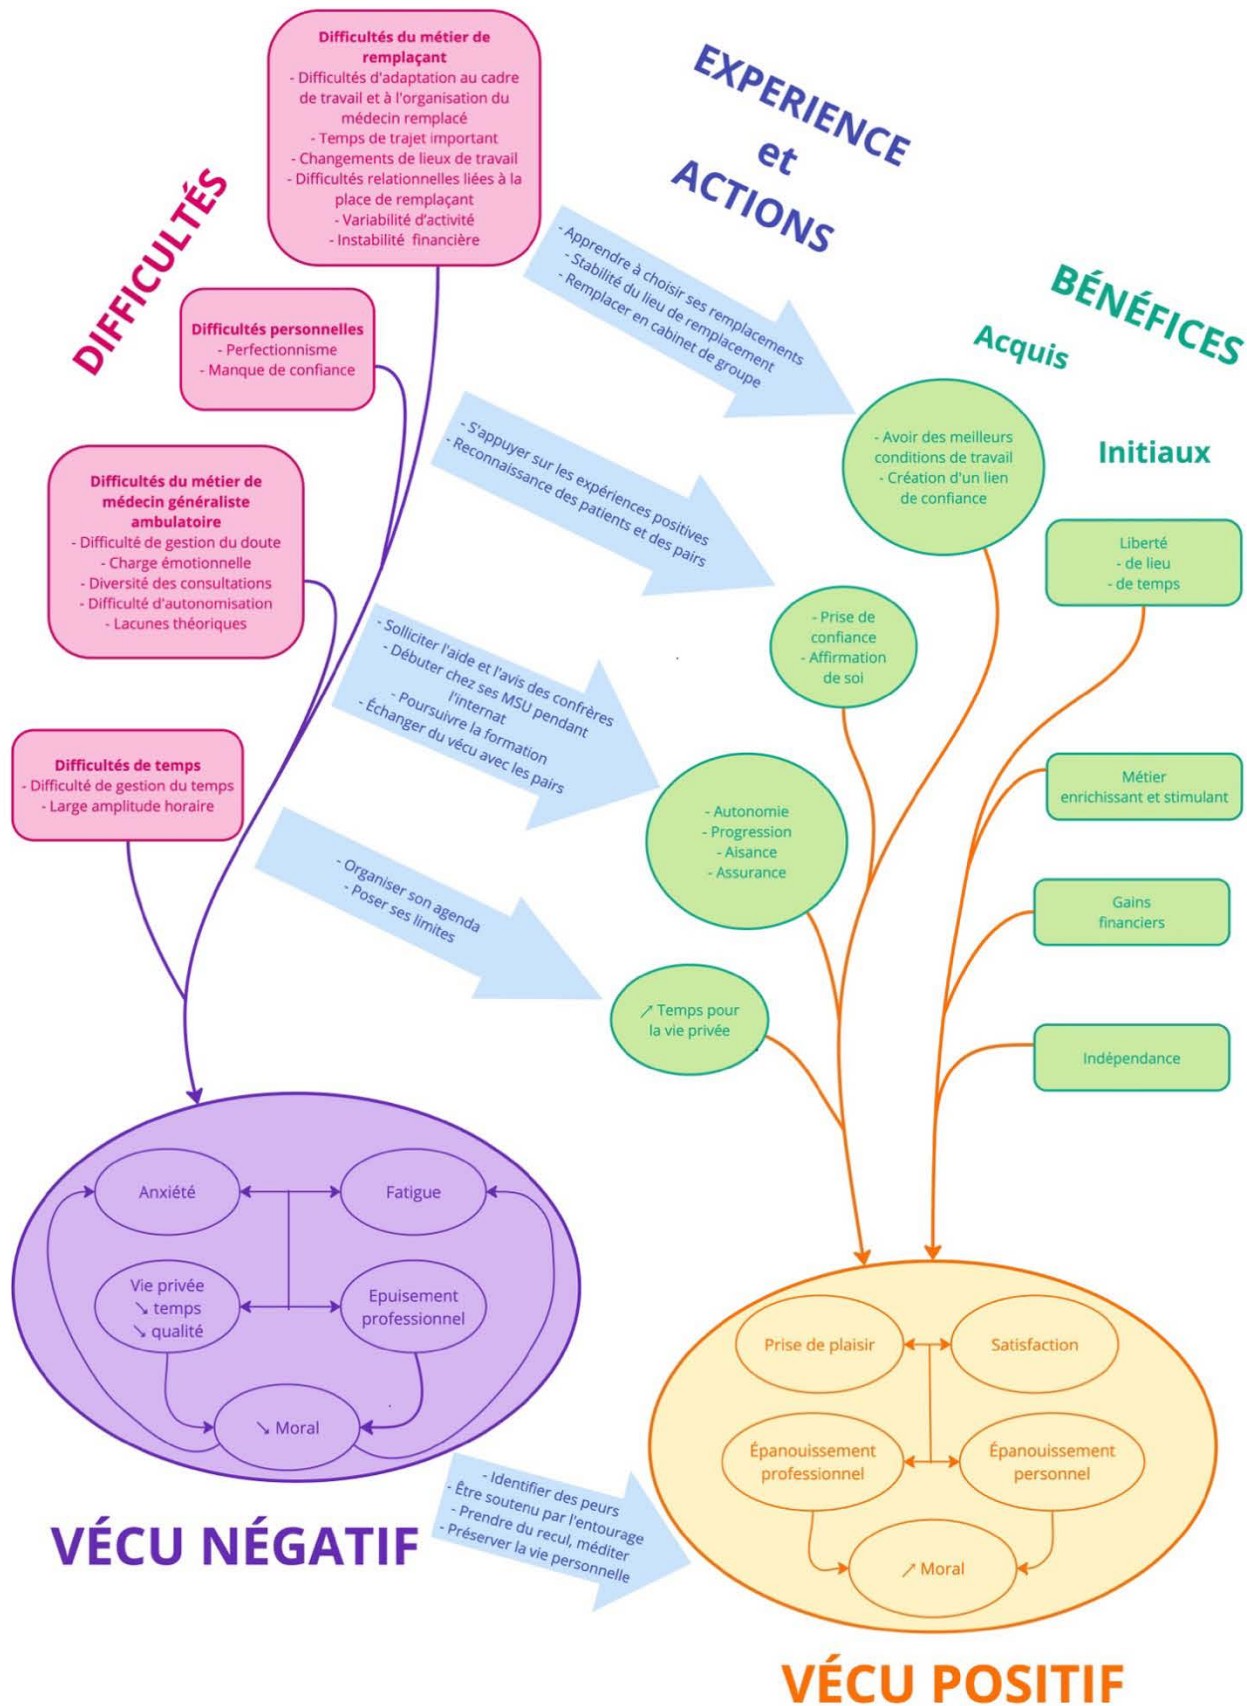 DIFFICULTÉS
Difficultés du métier de
remplaçant
- Difficultés d'adaptation au cadre
de travail et à l'organisation du
médecin remplacé
- Temps de trajet important
- Changements de lieux de travail
- Difficultés relationnelles liées à la
place de remplaçant
- Variabilité d'activité
- Instabilité financière
Difficultés personnelles
- Perfectionnisme
- Manque de confiance
Difficultés du métier de
médecin généraliste
ambulatoire
- Difficulté de gestion du doute
- Charge émotionnelle
- Diversité des consultations
- Difficulté d'autonomisation
- Lacunes théoriques
Difficultés de temps
- Difficulté de gestion du temps
- Large amplitude horaire
EXPERIENCE
et
ACTIONS
- Apprendre à choisir ses remplacements
- Stabilité du lieu de remplacement
- Remplacer en cabinet de groupe
- S'appuyer sur les expériences positives
- Reconnaissance des patients et des pairs
- Solliciter l'aide et l'avis des confrères
- Débuter chez ses MSU pendant
l'internat
- Poursuivre la formation
- Échanger du vécu avec les pairs
- Organiser son agenda
- Poser ses limites
BÉNÉFICES
Acquis
- Avoir des meilleurs
conditions de travail
- Création d'un lien
de confiance
- Prise de
confiance
- Affirmation
de soi
- Autonomie
- Progression
- Aisance
- Assurance
↗ Temps pour
la vie privée
Initiaux
Liberté
- de lieu
- de temps
Métier
enrichissant et stimulant
Gains
financiers
Indépendance
Anxiété
Fatigue
Vie privée
↘ temps
↘ qualité
Epuisement
professionnel
↘ Moral
VÉCU NÉGATIF
- Identifier des peurs
- Être soutenu par l'entourage
- Prendre du recul, méditer
- Préserver la vie personnelle
Prise de plaisir
Satisfaction
Épanouissement
professionnel
Épanouissement
personnel
↗ Moral
VÉCU POSITIF